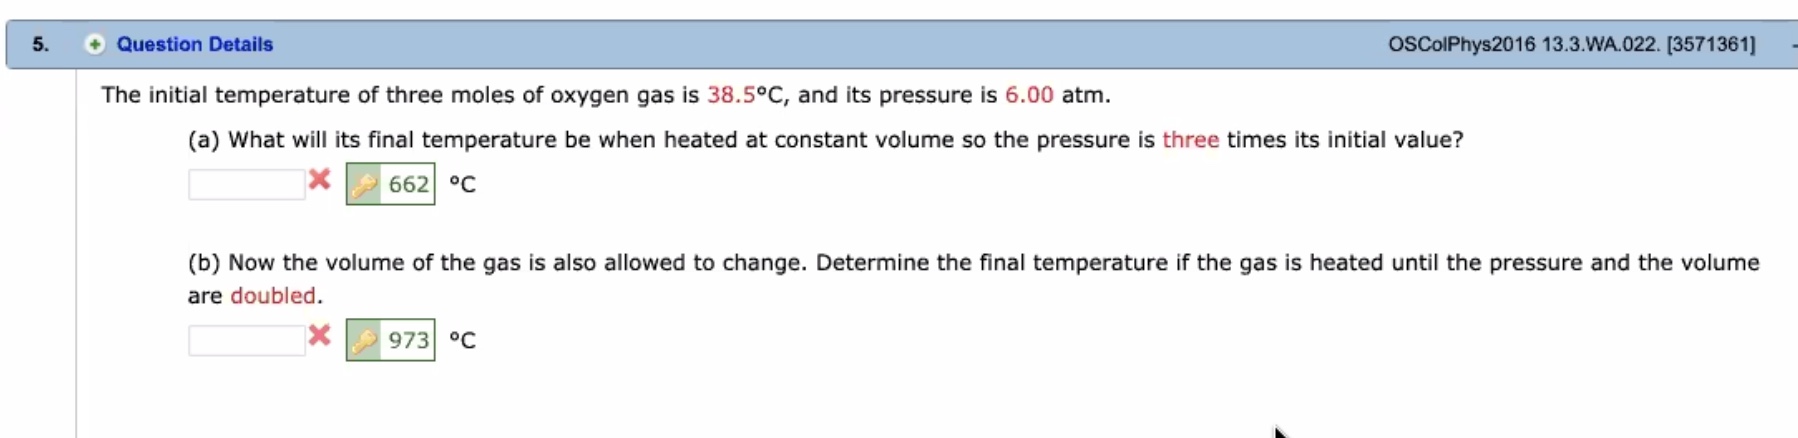 5. Question Details OSColPhys2016 13.3.WA.022. [3571361] -
The initial temperature of three moles of oxygen gas is 38.5°C, and its pressure is 6.00 atm.
(a) What will its final temperature be when heated at constant volume so the pressure is three times its initial value?
662 °C
(b) Now the volume of the gas is also allowed to change. Determine the final temperature if the gas is heated until the pressure and the volume
are doubled.
973 °C